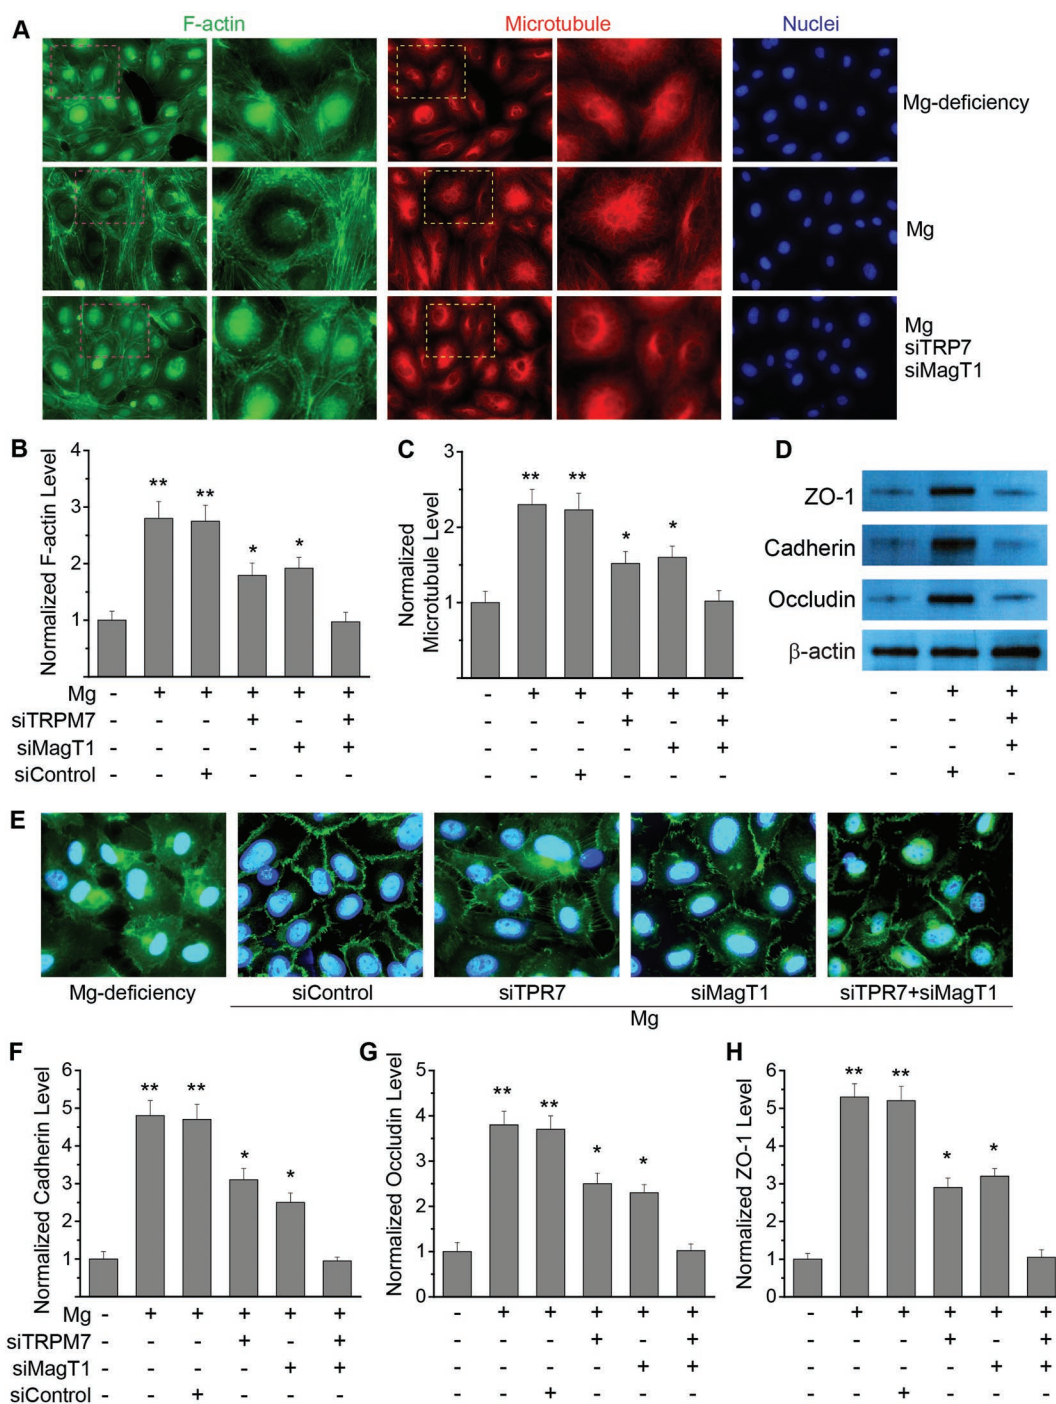 A
F-actin
Microtubule
Nuclei
Mg-deficiency
Mg
Mg
siTRP7
siMagT1
B
Normalized F-actin Level
4
3
2
1
** ** * *
Mg - + + + + +
siTRPM7 - - - + - +
siMagT1 - - - - + +
siControl - - + - - -
C
Normalized
Microtubule Level
3
2
1
** ** * *
- + + + + +
- - - + - +
- - - - + +
- - + - - -
D
ZO-1
Cadherin
Occludin
β-actin
- + +
- - +
- - +
- + -
E
Mg-deficiency
siControl
siTPR7
siMagT1
siTPR7+siMagT1
Mg
F
Normalized Cadherin Level
6
5
4
3
2
1
** ** * *
Mg - + + + + +
siTRPM7 - - - + - +
siMagT1 - - - - + +
siControl - - + - - -
G
Normalized Occludin Level
5
4
3
2
1
0
** ** * *
- + + + + +
- - - + - +
- - - - + +
- - + - - -
H
Normalized ZO-1 Level
6
5
4
3
2
1
0
** ** * *
- + + + + +
- - - + - +
- - - - + +
- - + - - -